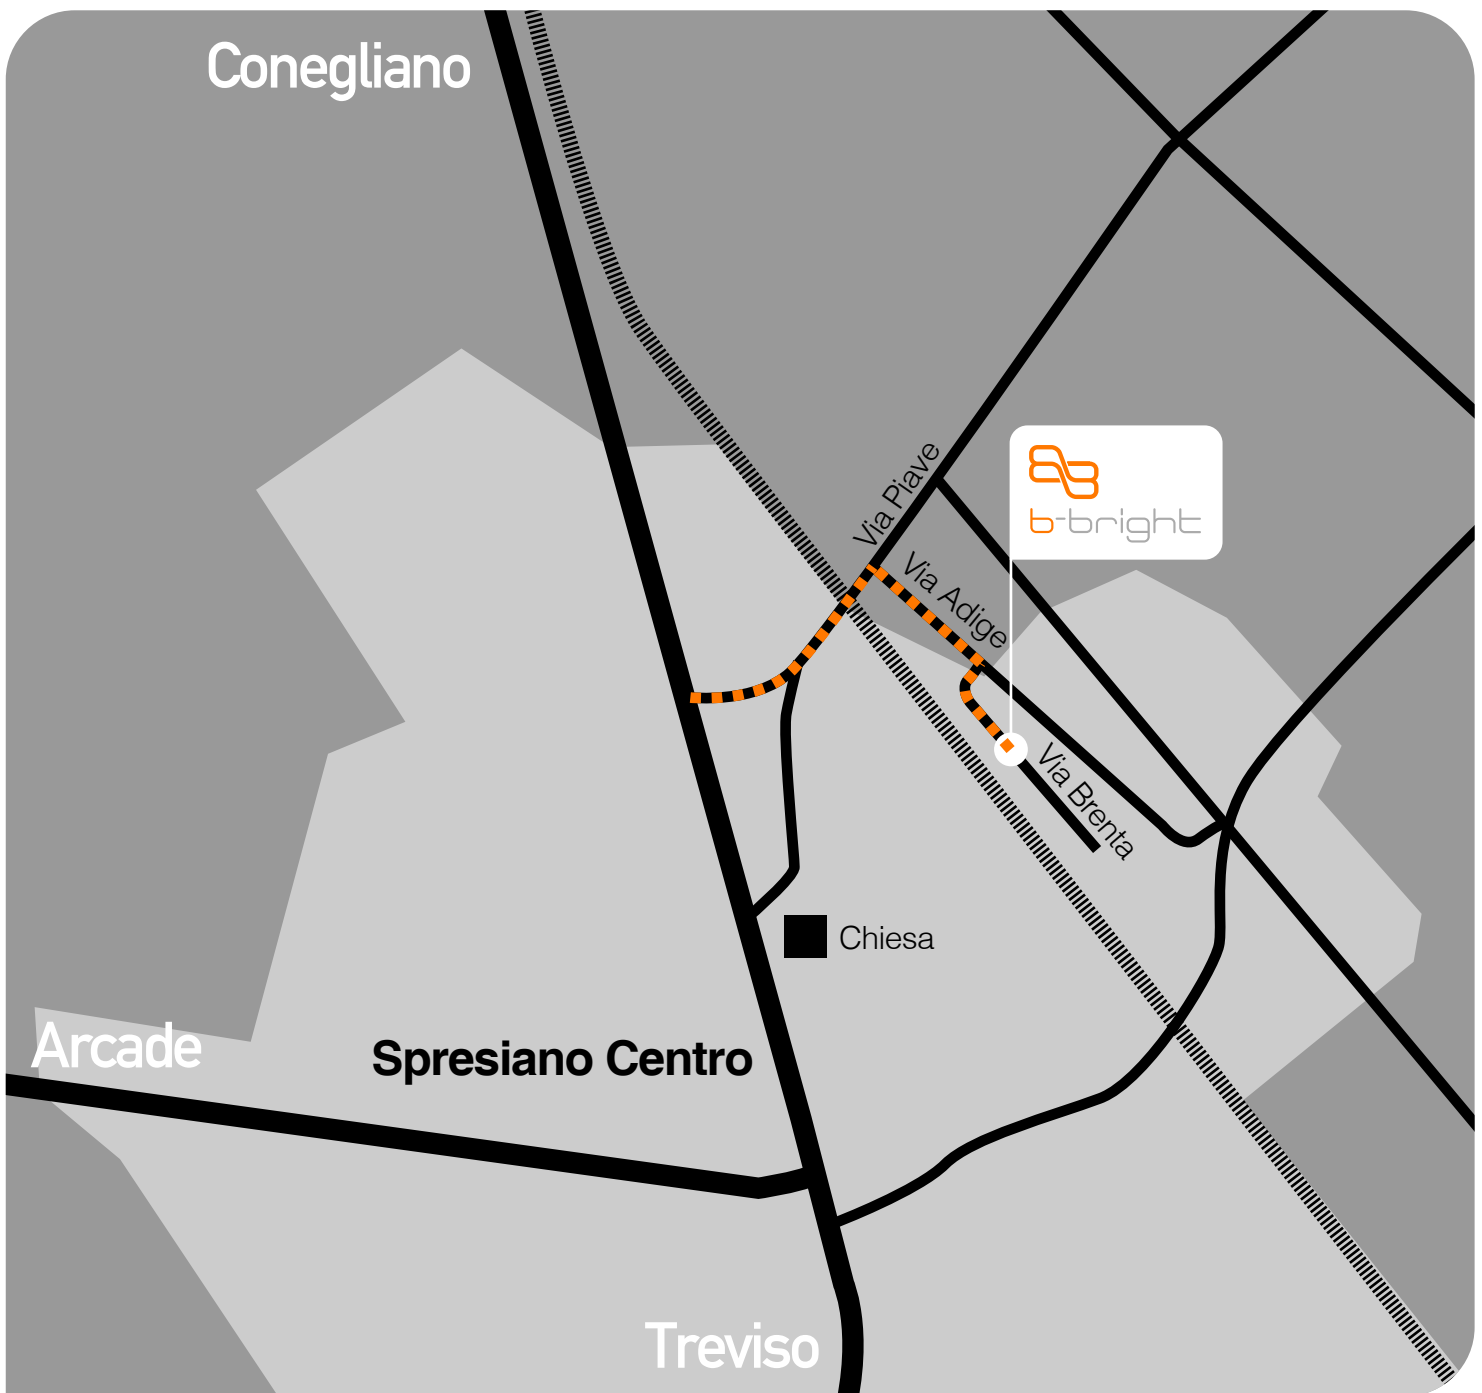 Conegliano
Via Piave
b-bright
Via Adige
Via Brenta
Chiesa
Arcade
Spresiano Centro
Treviso